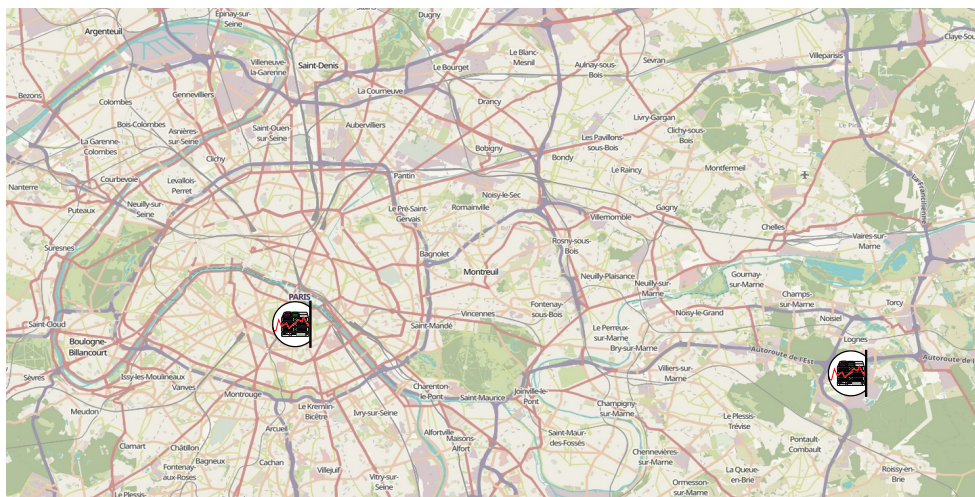 Argenteuil
Épinay-sur-
Seine
Dugny
Claye-Sou
Villeneuve-
la-Garenne
Saint-Denis
Le Bourget
Le Blanc-
Mesnil
Aulnay-sous-
Bois
Sevran
Villeparisis
Bezons
Colombes
Gennevilliers
La Courneuve
Drancy
Bois-Colombes
Asnières-
sur-Seine
Saint-Ouen-
sur-Seine
Aubervilliers
Livry-Gargan
Clichy-sous-
Bois
Le Pin
La Garenne-
Colombes
Clichy
Bobigny
Bondy
Les Pavillons-
sous-Bois
Nanterre
Courbevoie
Levallois-
Perret
Pantin
Le Raincy
Montfermeil
La Francilienne
Puteaux
Neuilly-sur-
Seine
Le Pré-Saint-
Gervais
Romainville
Noisy-le-Sec
Villemomble
Gagny
Chelles
Vaires-sur-
Marne
Suresnes
Bagnolet
Montreuil
Rosny-sous-
Bois
Neuilly-Plaisance
Neuilly-sur-
Marne
Gournay-
sur-Marne
Champs-
sur-Marne
Torcy
PARIS
Saint-Cloud
Saint-Mandé
Vincennes
Fontenay-
sous-Bois
Noisy-le-Grand
Noisiel
Boulogne-
Billancourt
Le Perreux-
sur-Marne
Bry-sur-Marne
Lognes
Autoroute de l'Est
Autoroute de
Sèvres
Issy-les-Moulineaux
Vanves
Montrouge
Charenton-
le-Pont
Saint-Maurice
Joinville-le-
Pont
Villiers-sur-
Marne
Meudon
Le Kremlin-
Bicêtre
Ivry-sur-Seine
Champigny-
sur-Marne
Le Plessis-
Trévise
Clamart
Châtillon
Arcueil
Alfortville
Maisons-
Alfort
Saint-Maur-
des-Fossés
Chennevières-
sur-Marne
Pontault-
Combault
Fontenay-
aux-Roses
Bagneux
Cachan
Villejuif
Vitry-sur-
Seine
La Queue-
en-Brie
Roissy-en-
Brie
Le Plessis-
Ormesson-
sur-Marne